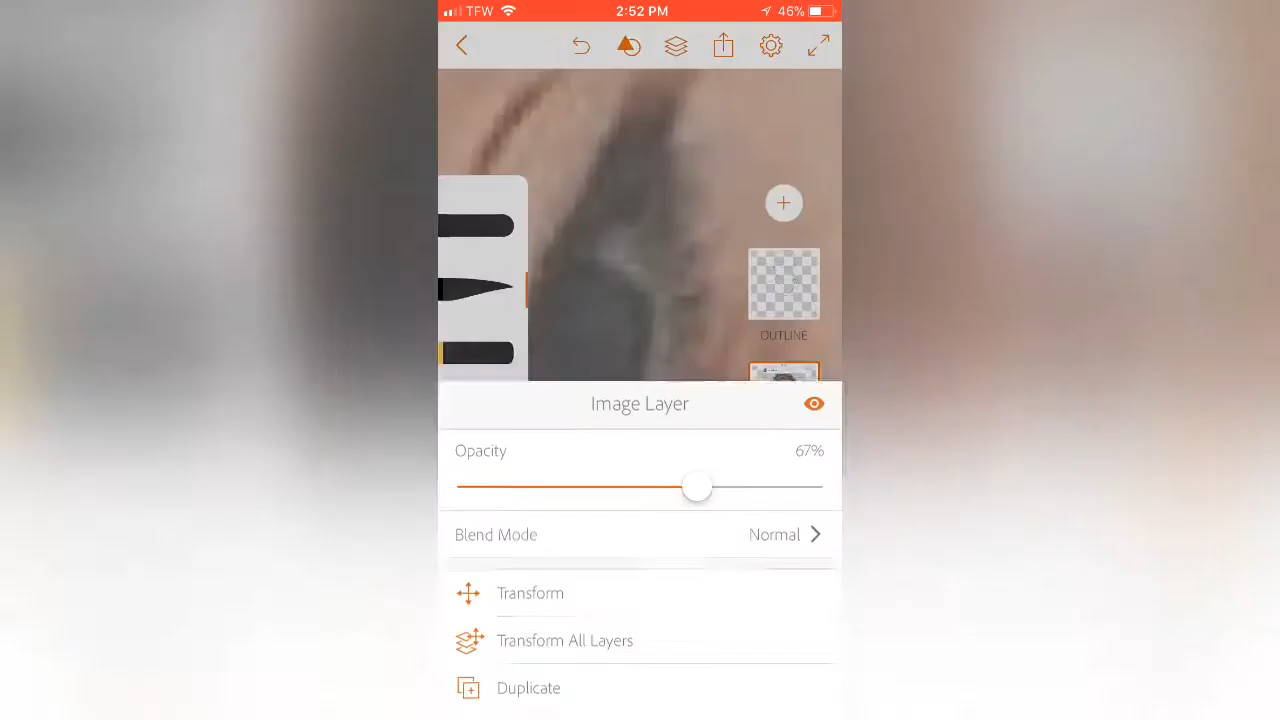 TFW 2:52 PM 46%
OUTLINE
Image Layer
Opacity 67%
Blend Mode Normal
Transform
Transform All Layers
Duplicate